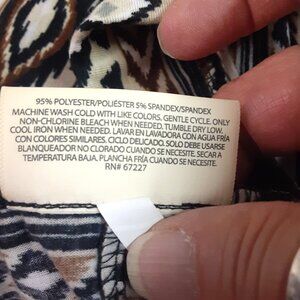 95% POLYESTER/POLIÉSTER 5% SPANDEX/SPANDEX
MACHINE WASH COLD WITH LIKE COLORS. GENTLE CYCLE. ONLY
NON-CHLORINE BLEACH WHEN NEEDED. TUMBLE DRY LOW.
COOL IRON WHEN NEEDED. LAVAR EN LAVADORA CON AGUA FRÍA
CON COLORES SIMILARES. CICLO DELICADO. SOLO DEBE USARSE
BLANQUEADOR NO CLORADO CUANDO SE NECESITE. SECAR A
TEMPERATURA BAJA. PLANCHA FRÍA CUANDO SE NECESITE.
RN# 67227